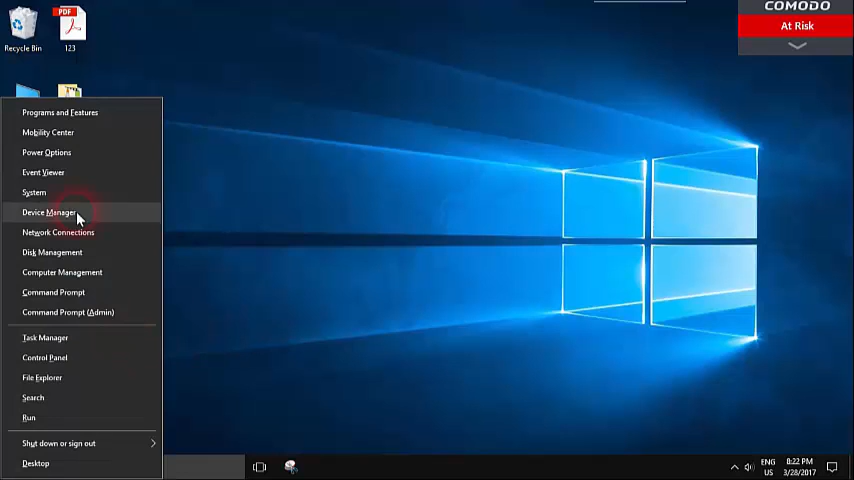 COMODO
At Risk
PDF
Recycle Bin
123
Programs and Features
Mobility Center
Power Options
Event Viewer
System
Device Manager
Network Connections
Disk Management
Computer Management
Command Prompt
Command Prompt (Admin)
Task Manager
Control Panel
File Explorer
Search
Run
Shut down or sign out
Desktop
ENG
US
8:22 PM
3/28/2017